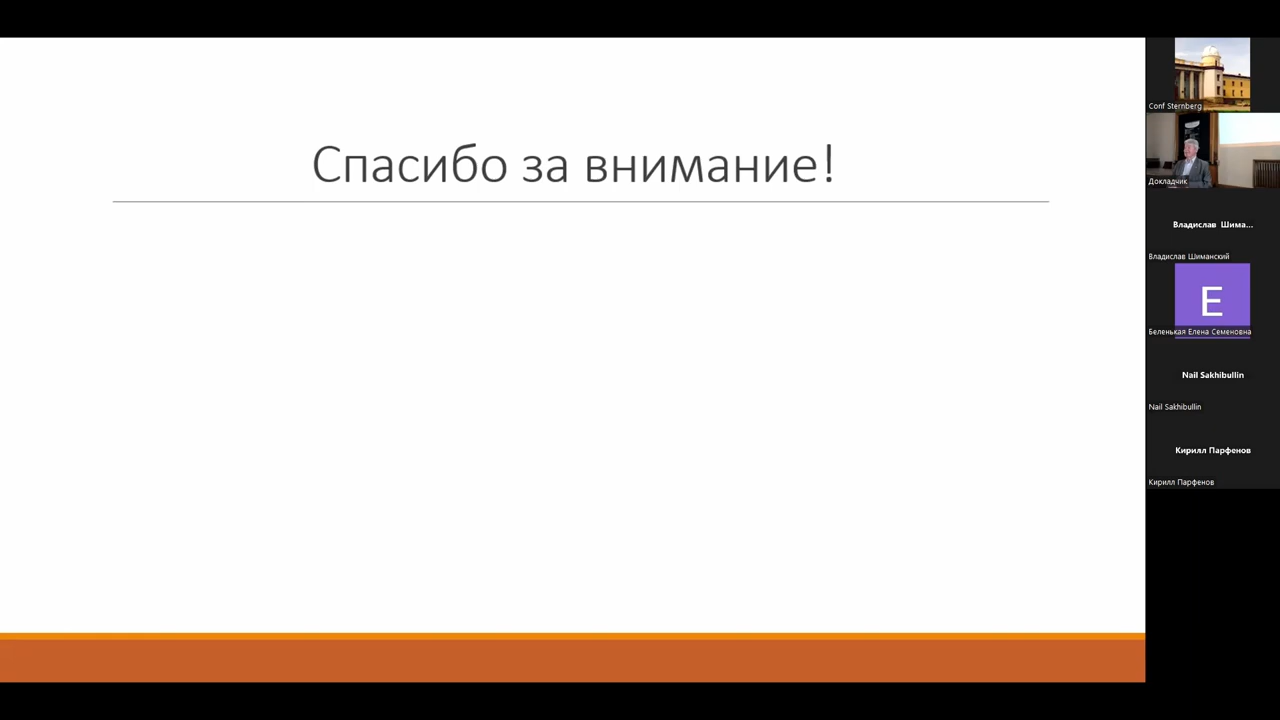 Спасибо за внимание!
Conf Sternberg
Докладчик
Владислав Шима...
Владислав Шиманский
E
Беленькая Елена Семеновна
Nail Sakhibullin
Nail Sakhibullin
Кирилл Парфенов
Кирилл Парфенов